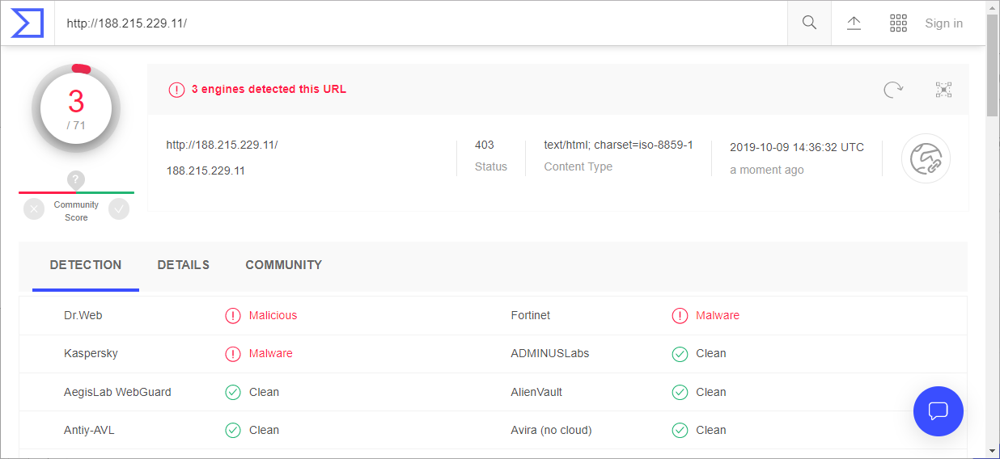 http://188.215.229.11/
Sign in
3
/ 71
?
Community
Score
3 engines detected this URL
http://188.215.229.11/
188.215.229.11
403
Status
text/html; charset=iso-8859-1
Content Type
2019-10-09 14:36:32 UTC
a moment ago
DETECTION DETAILS COMMUNITY
Dr.Web Malicious Fortinet Malware
Kaspersky Malware ADMINUSLabs Clean
AegisLab WebGuard Clean AlienVault Clean
Antiy-AVL Clean Avira (no cloud) Clean